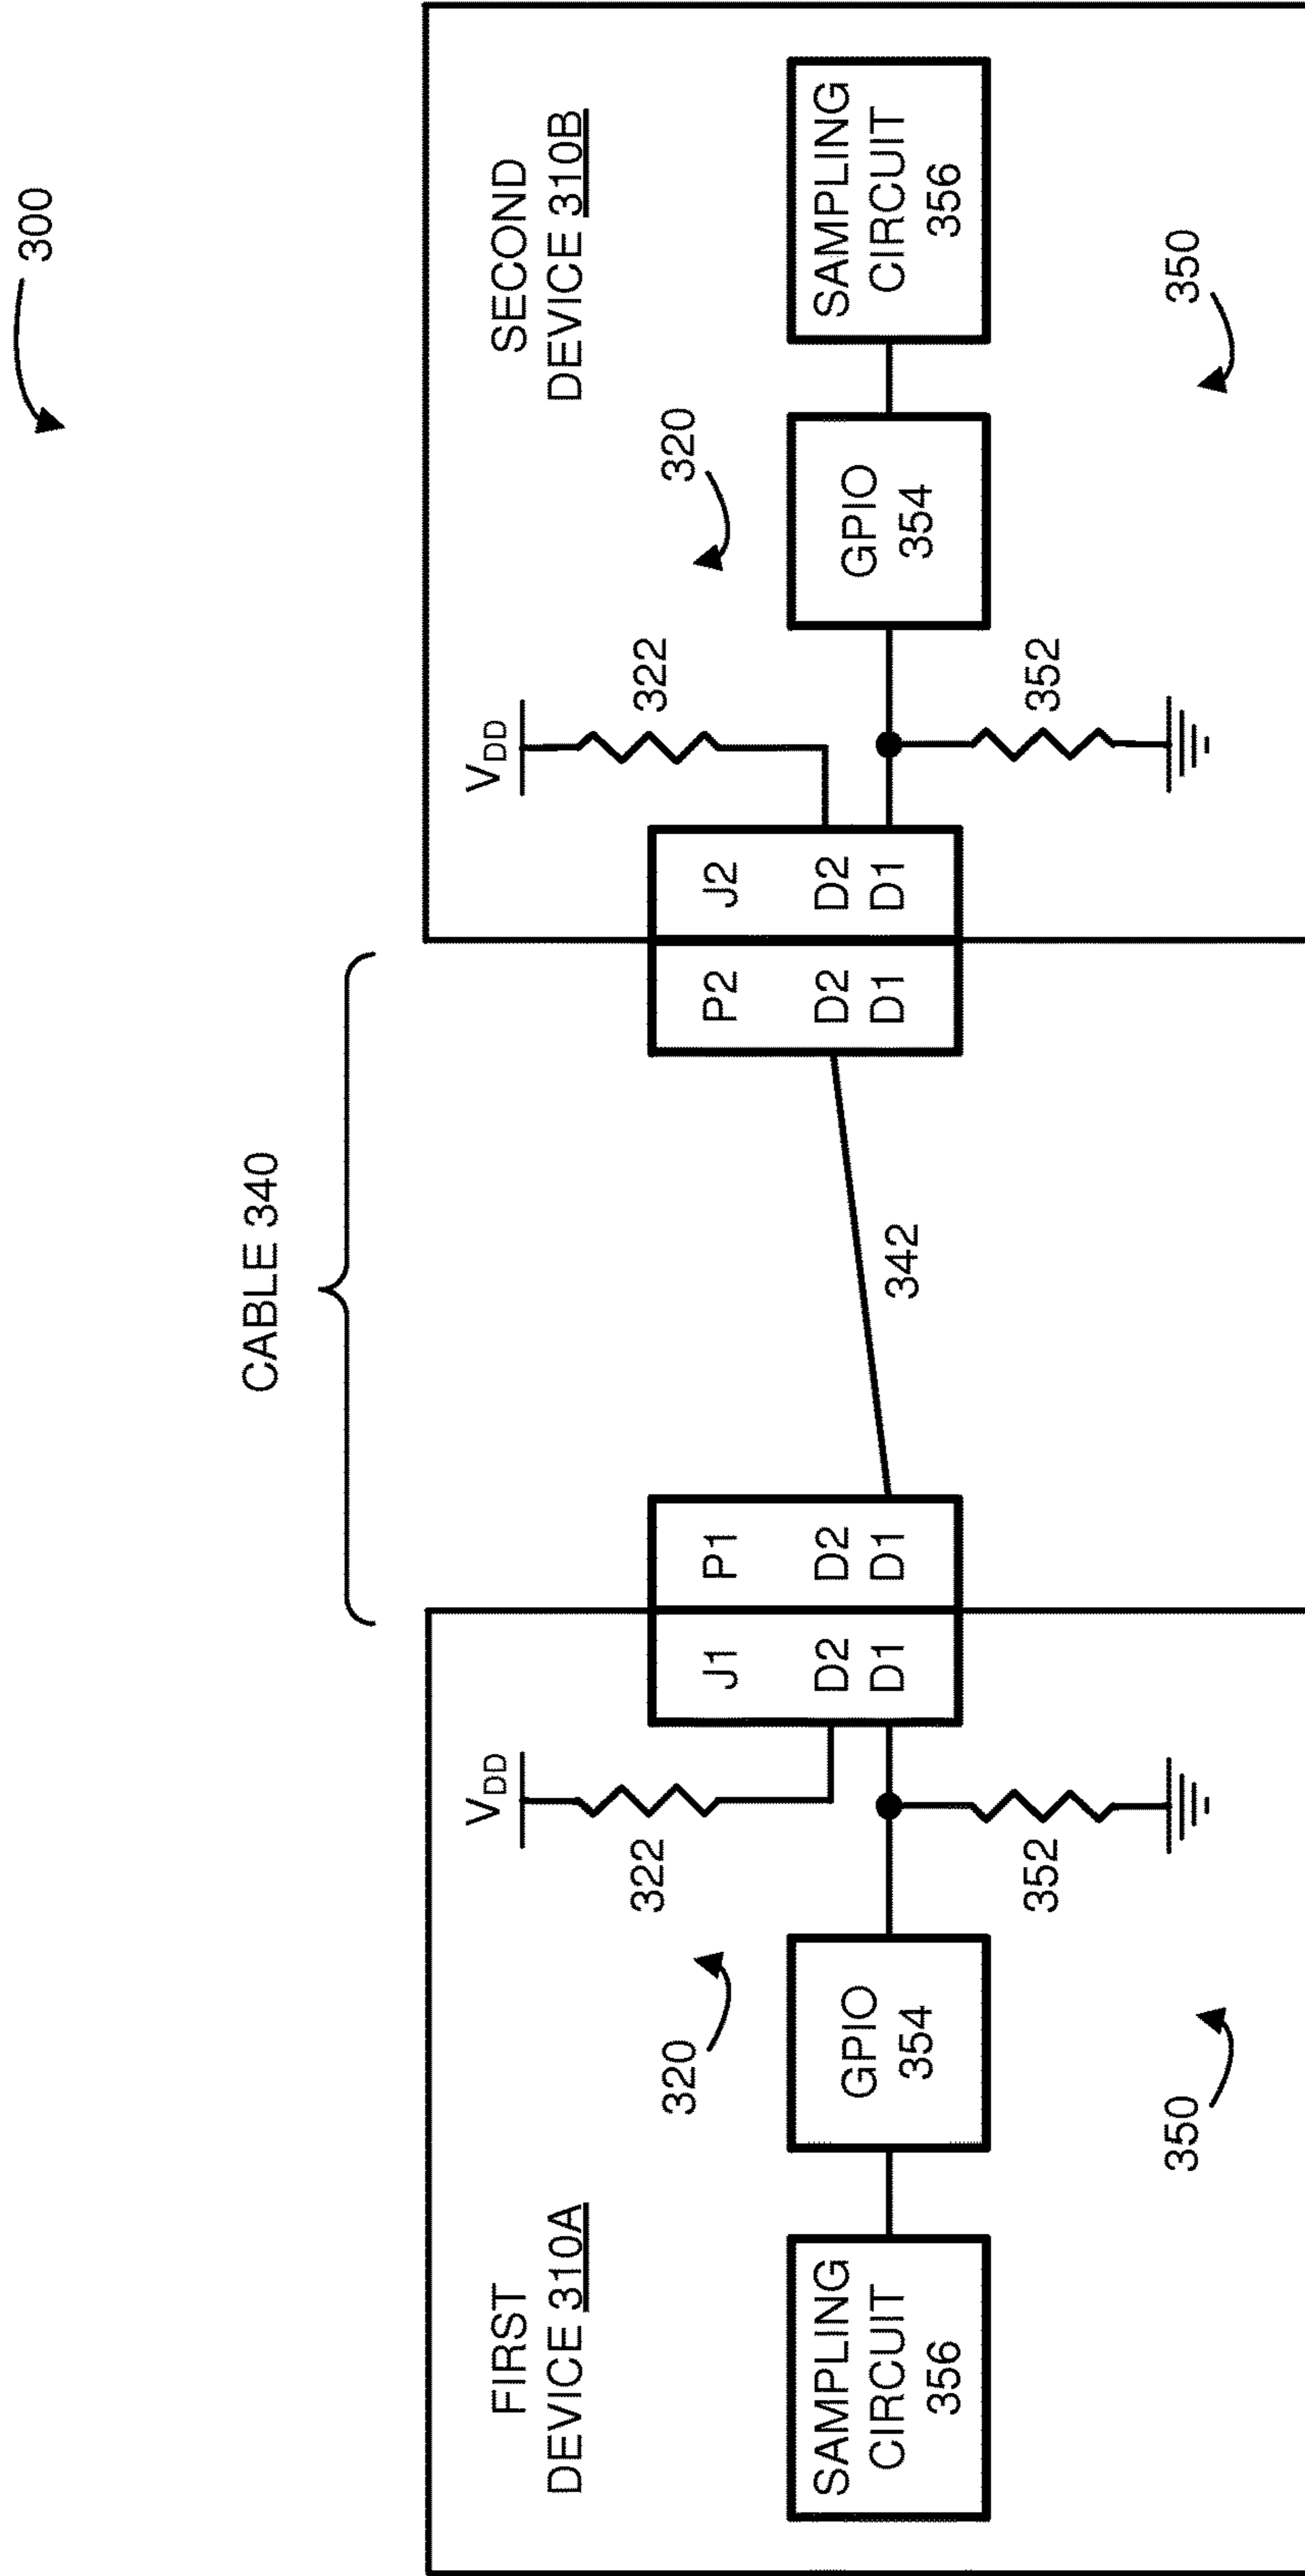 300
CABLE 340
FIRST
DEVICE 310A
SECOND
DEVICE 310B
VDD
322
320
J1
D2
D1
P1
D2
D1
342
P2
D2
D1
J2
D2
D1
VDD
322
320
SAMPLING
CIRCUIT
356
GPIO
354
352
350
GPIO
354
SAMPLING
CIRCUIT
356
352
350